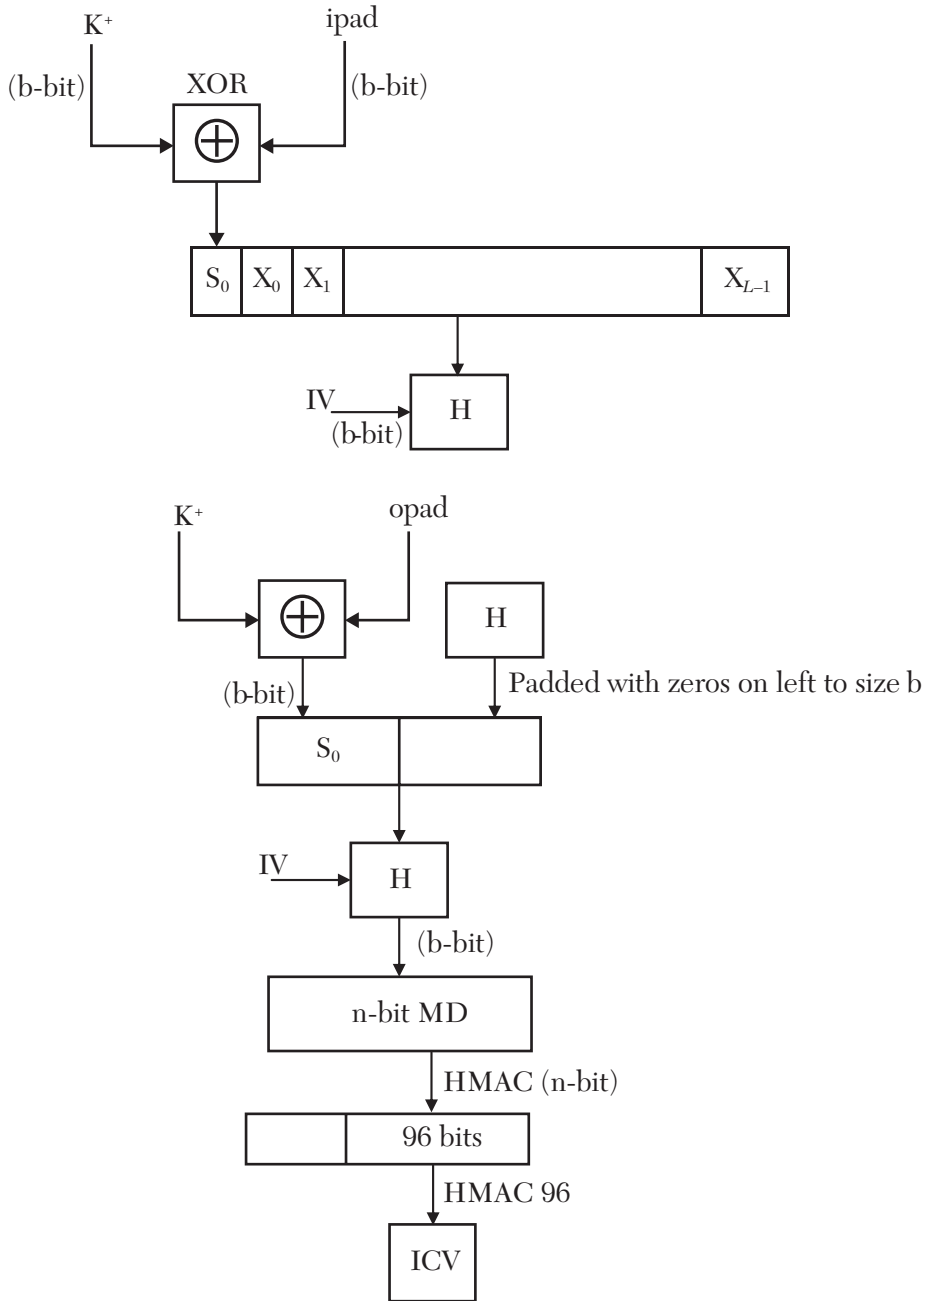 K⁺ ipad
(b-bit) XOR (b-bit)
S₀ X₀ X₁ X_{L–1}
IV H
(b-bit)
K⁺ opad
H
(b-bit) Padded with zeros on left to size b
S₀
IV H
(b-bit)
n-bit MD
HMAC (n-bit)
96 bits
HMAC 96
ICV